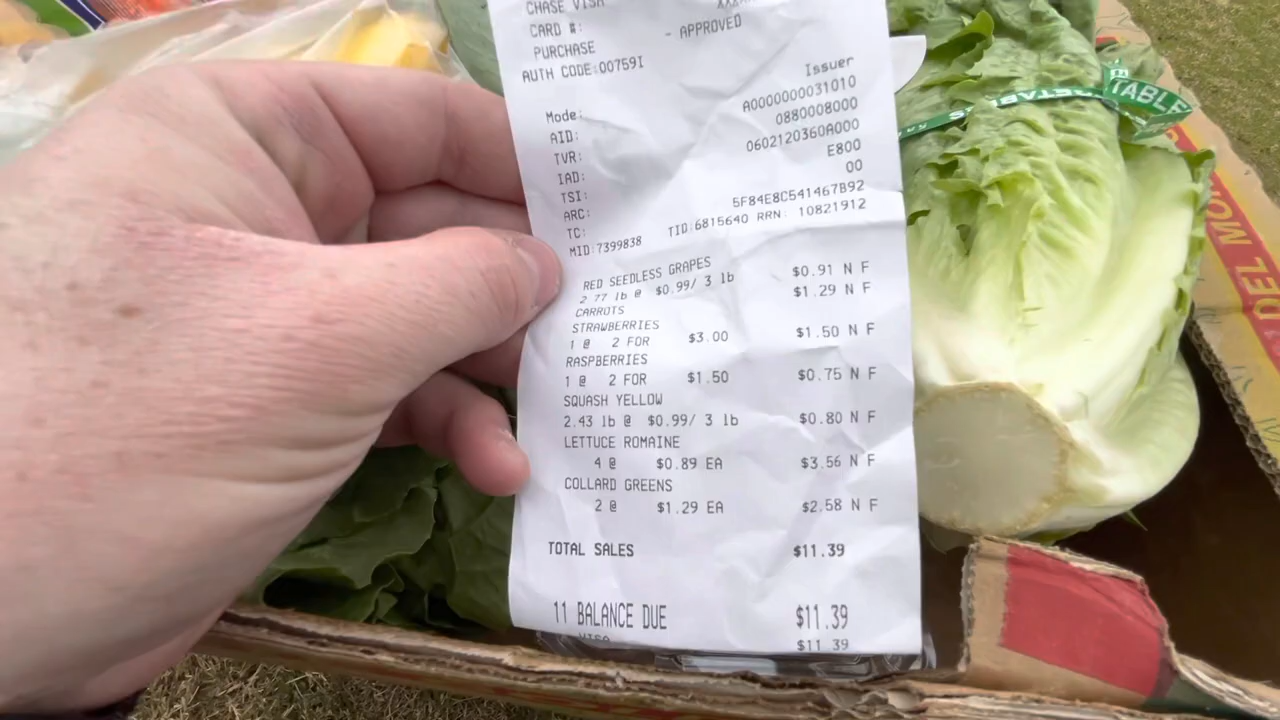 CHASE VISA
CARD #:
PURCHASE - APPROVED
AUTH CODE:00759I
Mode: Issuer
AID: A0000000031010
TVR: 0880008000
IAD: 0602120360A000
TSI: E800
ARC: 00
TC: 5F84E8C541467B92
MID:7399838 TID:6815640 RRN: 10821912
RED SEEDLESS GRAPES
2.77 lb @ $0.99/ 3 lb $0.91 N F
CARROTS $1.29 N F
STRAWBERRIES
1 @ 2 FOR $3.00 $1.50 N F
RASPBERRIES
1 @ 2 FOR $1.50 $0.75 N F
SQUASH YELLOW
2.43 lb @ $0.99/ 3 lb $0.80 N F
LETTUCE ROMAINE
4 @ $0.89 EA $3.56 N F
COLLARD GREENS
2 @ $1.29 EA $2.58 N F
TOTAL SALES $11.39
11 BALANCE DUE $11.39
VISA $11.39
TABLE
DEL MO